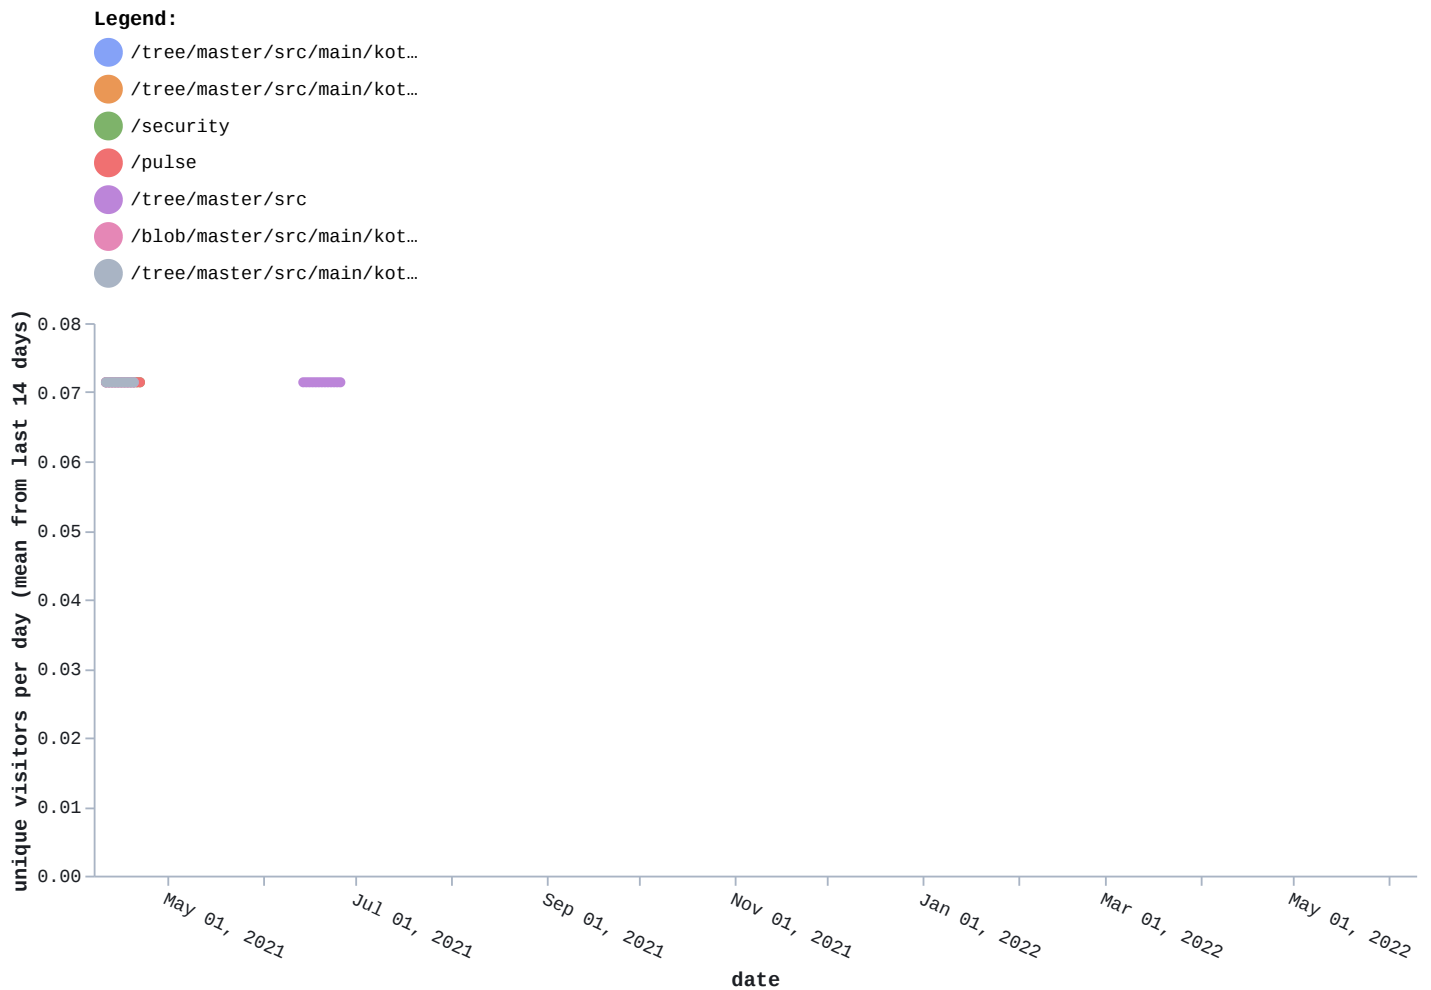 Legend:
/tree/master/src/main/kot…
/tree/master/src/main/kot…
/security
/pulse
/tree/master/src
/blob/master/src/main/kot…
/tree/master/src/main/kot…
unique visitors per day (mean from last 14 days)
0.08
0.07
0.06
0.05
0.04
0.03
0.02
0.01
0.00
May 01, 2021
Jul 01, 2021
Sep 01, 2021
Nov 01, 2021
Jan 01, 2022
Mar 01, 2022
May 01, 2022
date